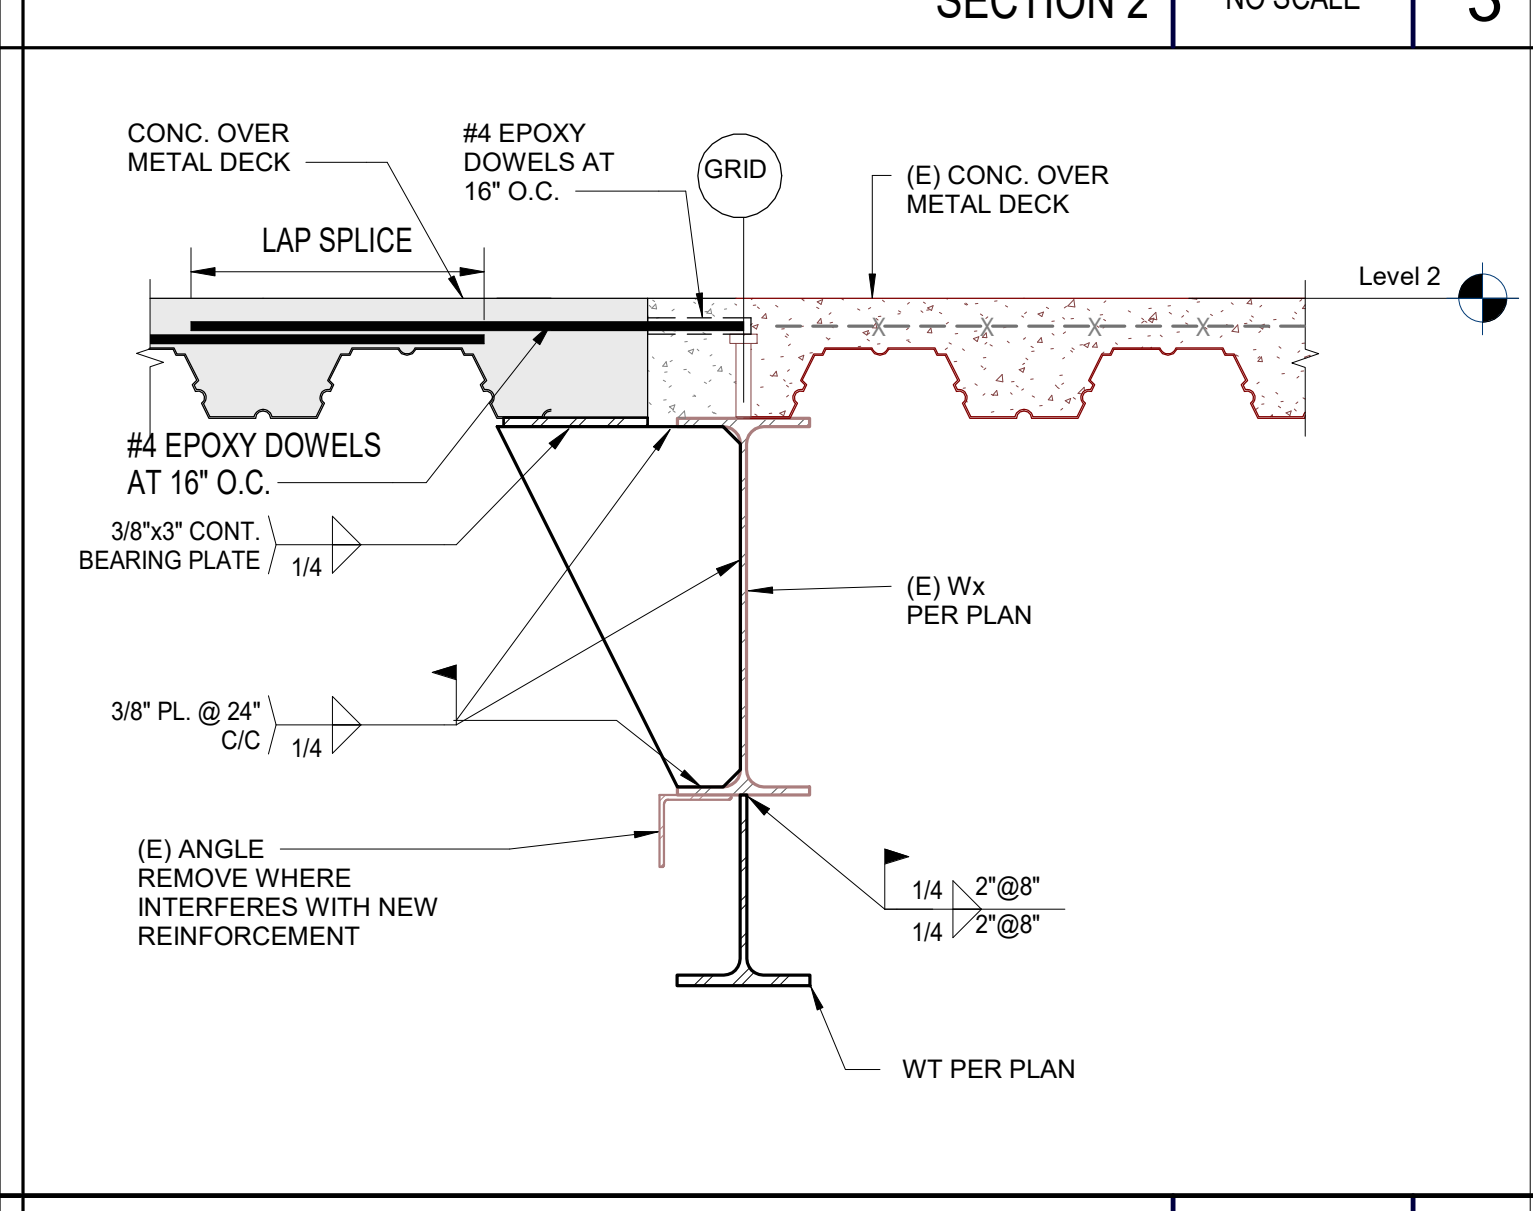 SECTION 2
NO SCALE
3
CONC. OVER
METAL DECK
#4 EPOXY
DOWELS AT
16" O.C.
GRID
(E) CONC. OVER
METAL DECK
LAP SPLICE
Level 2
X X X X
#4 EPOXY DOWELS
AT 16" O.C.
3/8"x3" CONT.
BEARING PLATE
1/4
(E) Wx
PER PLAN
3/8" PL. @ 24"
C/C
1/4
(E) ANGLE
REMOVE WHERE
INTERFERES WITH NEW
REINFORCEMENT
1/4 2"@8"
1/4 2"@8"
WT PER PLAN